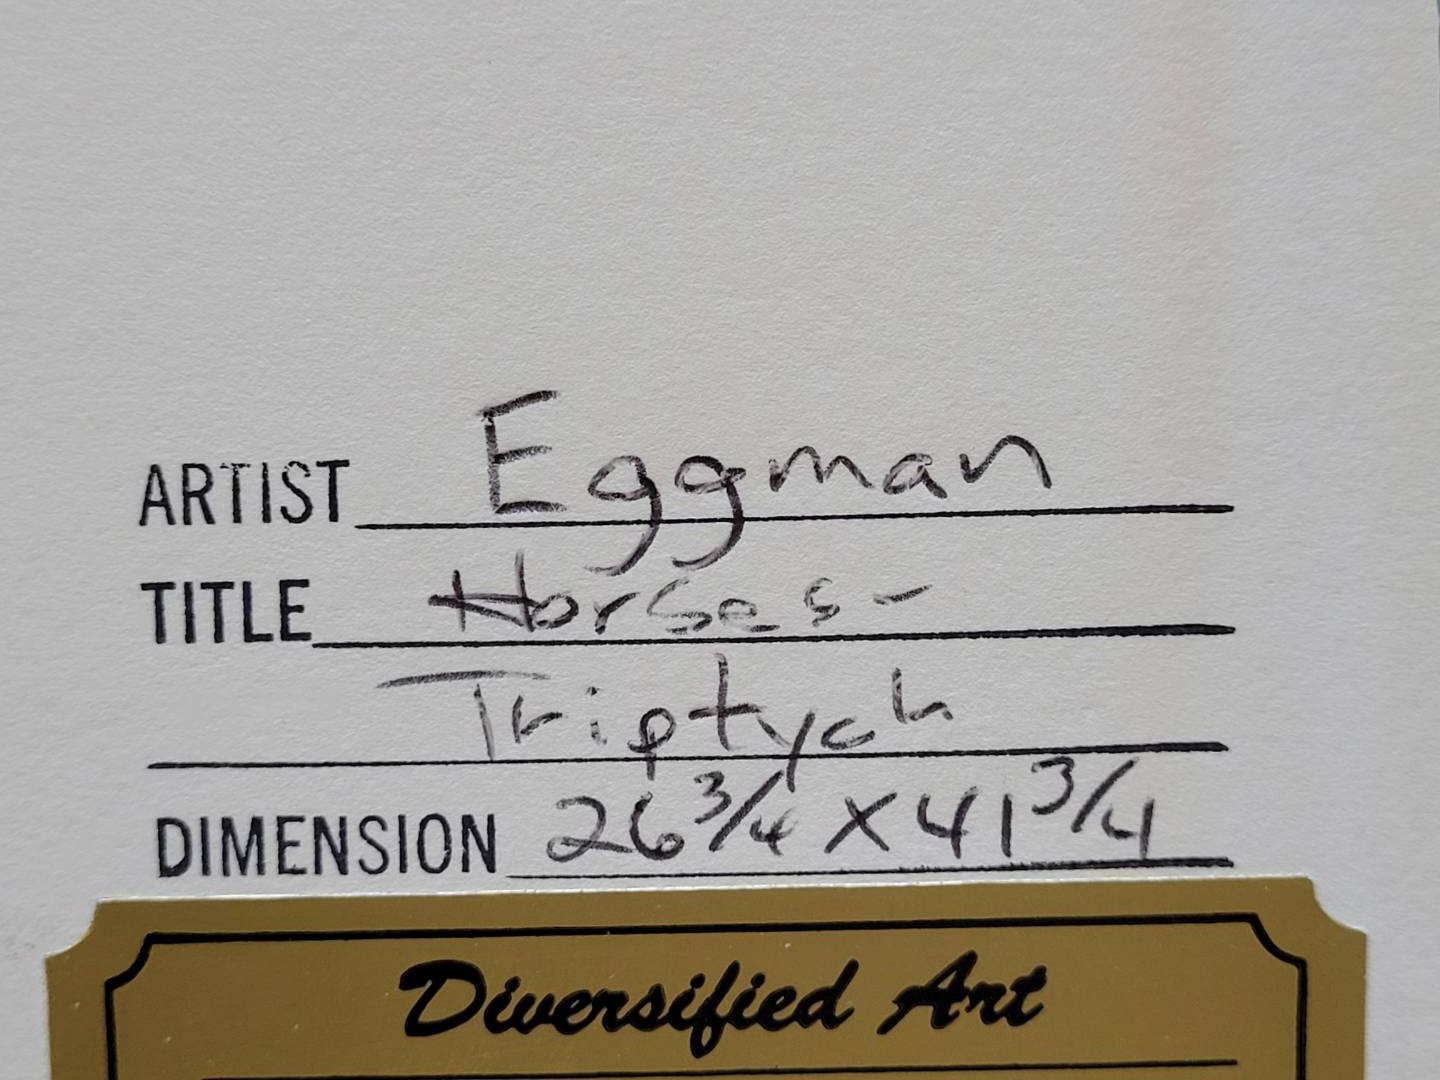 ARTIST Eggman
TITLE Horses -
Triptych
DIMENSION 26 3/4 X 41 3/4
Diversified Art